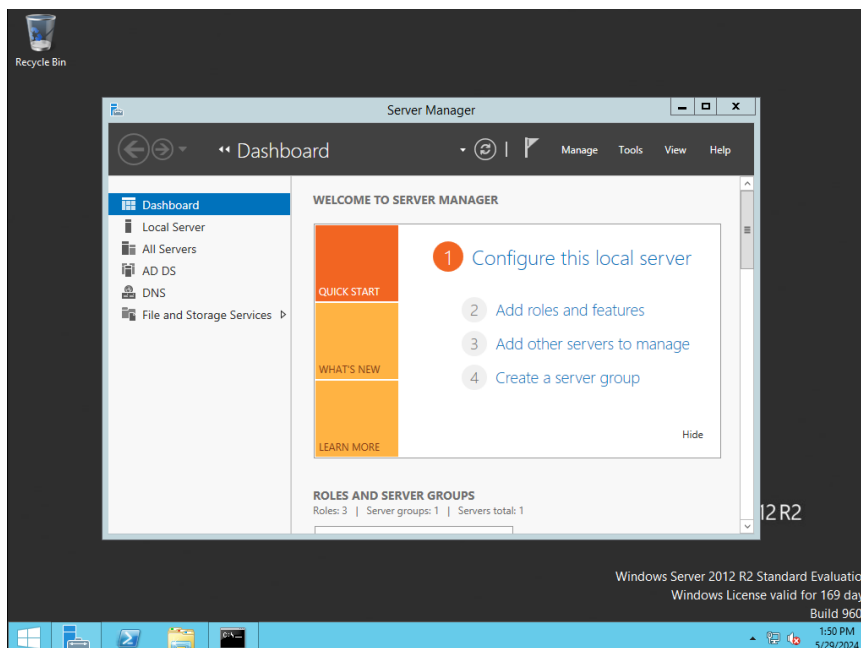 Recycle Bin
Server Manager
Dashboard
Manage
Tools
View
Help
Dashboard
Local Server
All Servers
AD DS
DNS
File and Storage Services
WELCOME TO SERVER MANAGER
QUICK START
WHAT'S NEW
LEARN MORE
1 Configure this local server
2 Add roles and features
3 Add other servers to manage
4 Create a server group
Hide
ROLES AND SERVER GROUPS
Roles: 3 | Server groups: 1 | Servers total: 1
12 R2
Windows Server 2012 R2 Standard Evaluatio
Windows License valid for 169 day
Build 960
C:\_
1:50 PM
5/29/2024